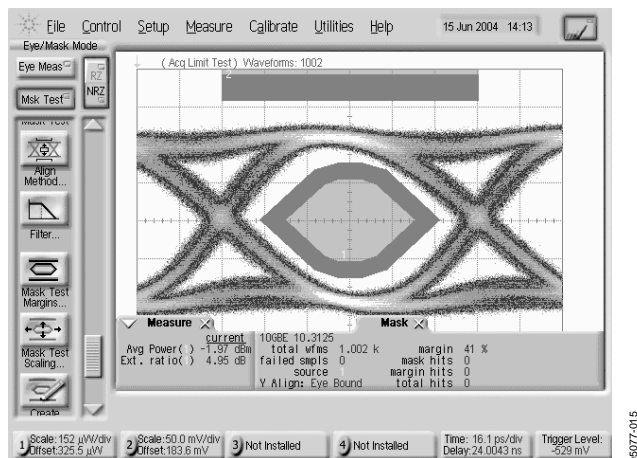 File Control Setup Measure Calibrate Utilities Help 15 Jun 2004 14:13
Eye/Mask Mode
Eye Meas
RZ
NRZ
Msk Test
Mask Test
( Acq Limit Test ) Waveforms: 1002
2
Align
Method...
Filter...
1
Mask Test
Margins...
Mask Test
Scaling...
Create
Measure
current
Avg Power( ) -1.97 dBm
Ext. ratio( ) 4.95 dB
Mask
10GBE 10.3125
total wfms 1.002 k margin 41 %
failed smpls 0 mask hits 0
source 1 margin hits 0
Y Align: Eye Bound total hits 0
1 Scale: 152 µW/div
Offset: 325.5 µW
2 Scale: 50.0 mV/div
Offset: 183.6 mV
3 Not Installed
4 Not Installed
Time: 16.1 ps/div
Delay: 24.0043 ns
Trigger Level:
-529 mV
05077-015